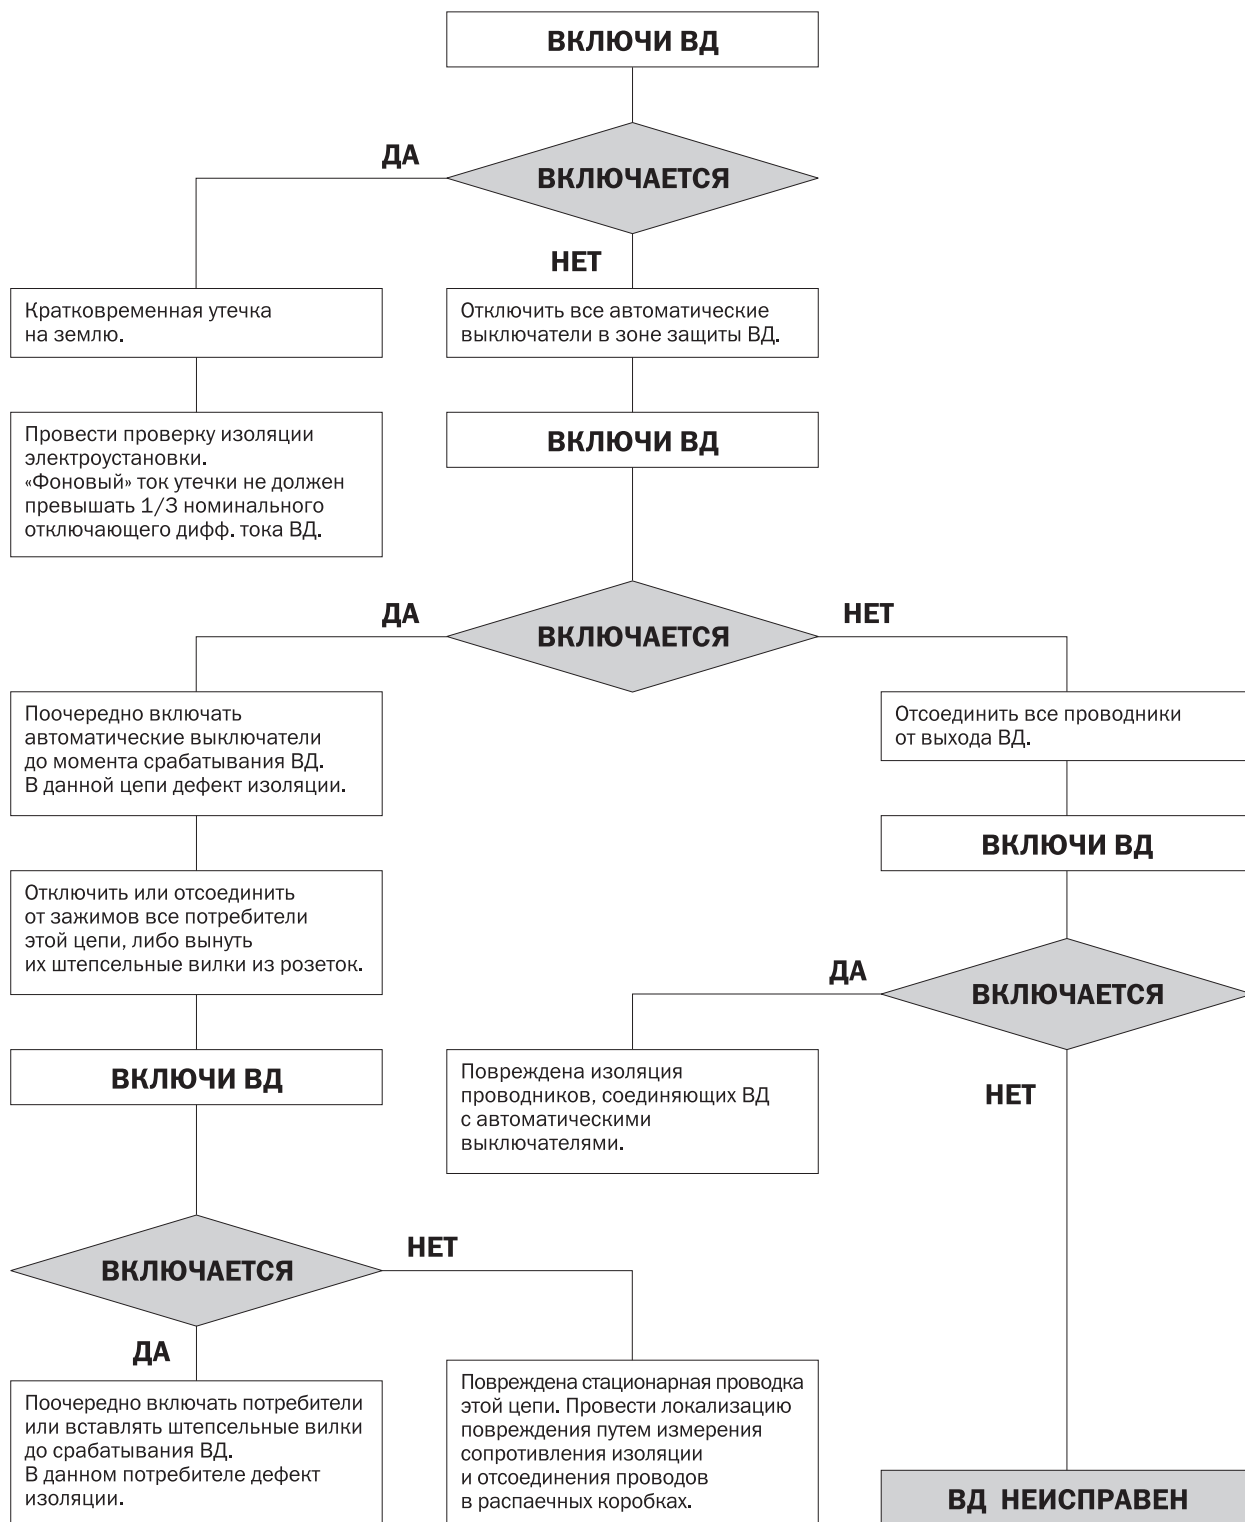 ВКЛЮЧИ ВД
ДА
ВКЛЮЧАЕТСЯ
НЕТ
Кратковременная утечка
на землю.
Отключить все автоматические
выключатели в зоне защиты ВД.
Провести проверку изоляции
электроустановки.
«Фоновый» ток утечки не должен
превышать 1/3 номинального
отключающего дифф. тока ВД.
ВКЛЮЧИ ВД
ДА
ВКЛЮЧАЕТСЯ
НЕТ
Поочередно включать
автоматические выключатели
до момента срабатывания ВД.
В данной цепи дефект изоляции.
Отсоединить все проводники
от выхода ВД.
ВКЛЮЧИ ВД
Отключить или отсоединить
от зажимов все потребители
этой цепи, либо вынуть
их штепсельные вилки из розеток.
ДА
ВКЛЮЧАЕТСЯ
НЕТ
ВКЛЮЧИ ВД
Повреждена изоляция
проводников, соединяющих ВД
с автоматическими
выключателями.
ВКЛЮЧАЕТСЯ
НЕТ
ДА
Поочередно включать потребители
или вставлять штепсельные вилки
до срабатывания ВД.
В данном потребителе дефект
изоляции.
Повреждена стационарная проводка
этой цепи. Провести локализацию
повреждения путем измерения
сопротивления изоляции
и отсоединения проводов
в распаечных коробках.
ВД НЕИСПРАВЕН